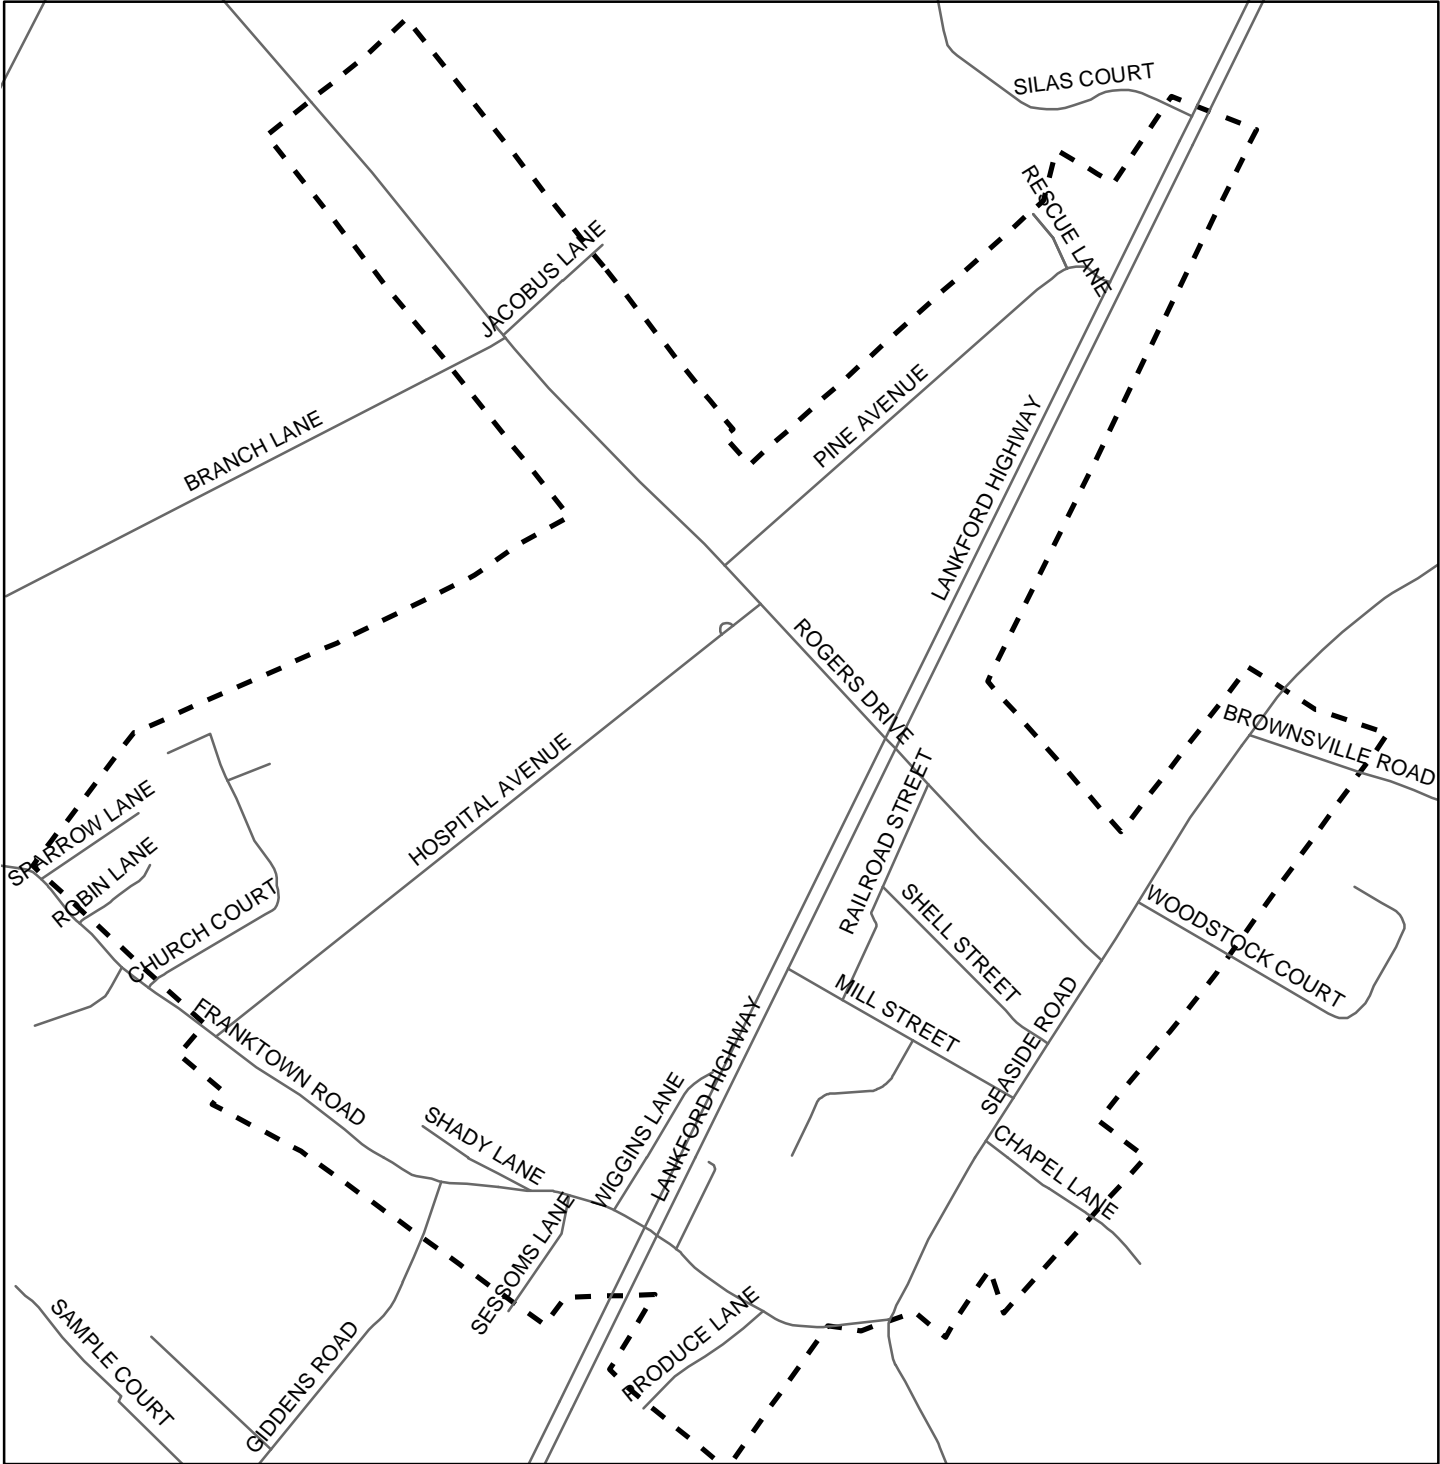 SILAS COURT
RESCUE LANE
JACOBUS LANE
PINE AVENUE
BRANCH LANE
LANKFORD HIGHWAY
ROGERS DRIVE
BROWNSVILLE ROAD
HOSPITAL AVENUE
RAILROAD STREET
SPARROW LANE
ROBIN LANE
CHURCH COURT
SHELL STREET
WOODSTOCK COURT
MILL STREET
SEASIDE ROAD
FRANKTOWN ROAD
LANKFORD HIGHWAY
WIGGINS LANE
SHADY LANE
CHAPEL LANE
SESSOMS LANE
PRODUCE LANE
SAMPLE COURT
GIDDENS ROAD